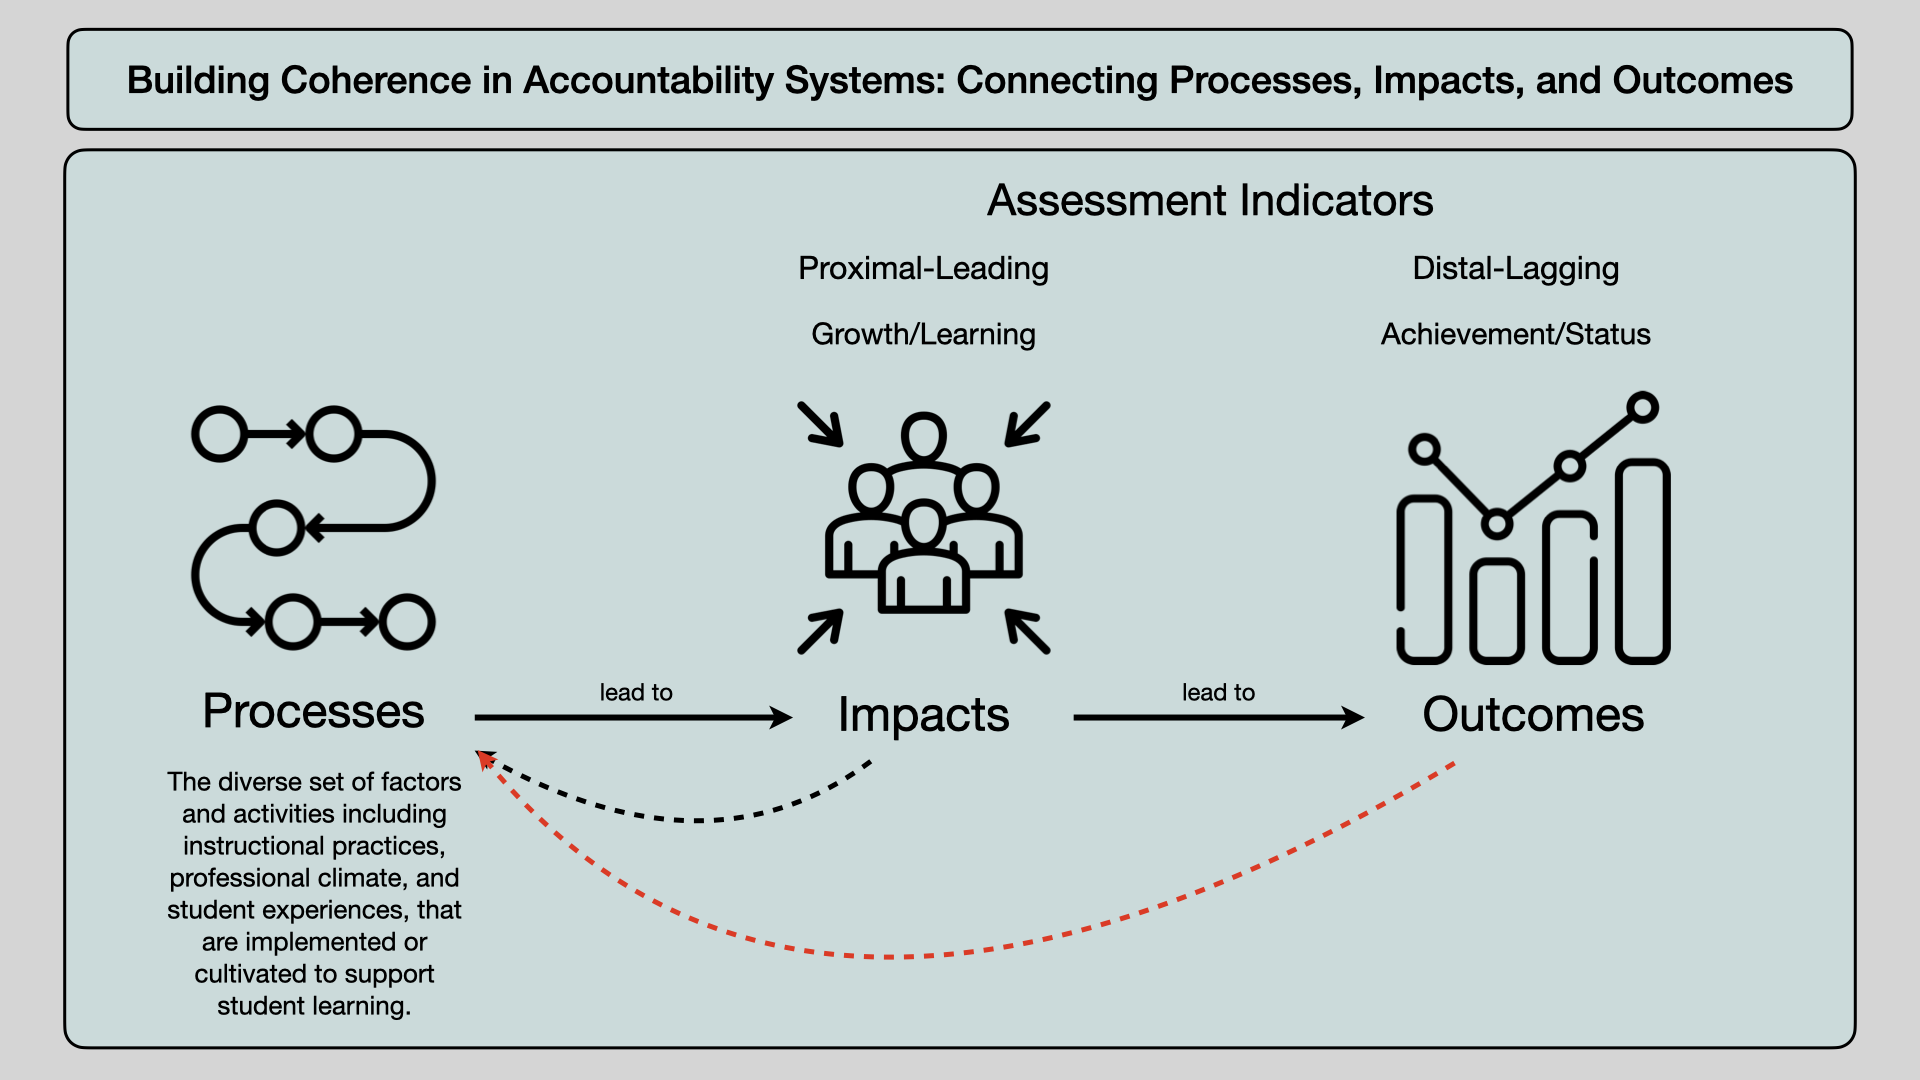 Building Coherence in Accountability Systems: Connecting Processes, Impacts, and Outcomes
Assessment Indicators
Proximal-Leading
Distal-Lagging
Growth/Learning
Achievement/Status
Processes
lead to
Impacts
lead to
Outcomes
The diverse set of factors
and activities including
instructional practices,
professional climate, and
student experiences, that
are implemented or
cultivated to support
student learning.